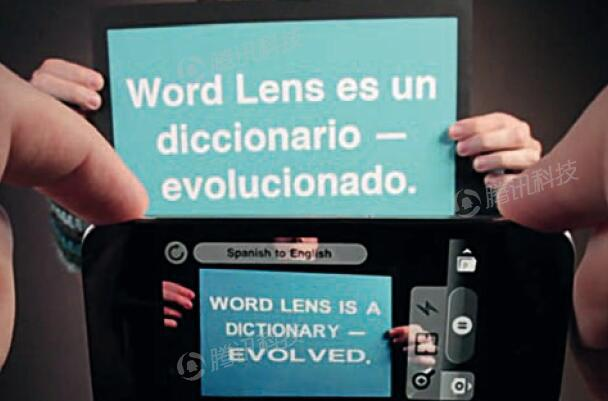 腾讯科技
Word Lens es un
diccionario —
evolucionado.
腾讯科技
Spanish to English
WORD LENS IS A
DICTIONARY —
EVOLVED.
腾讯科技